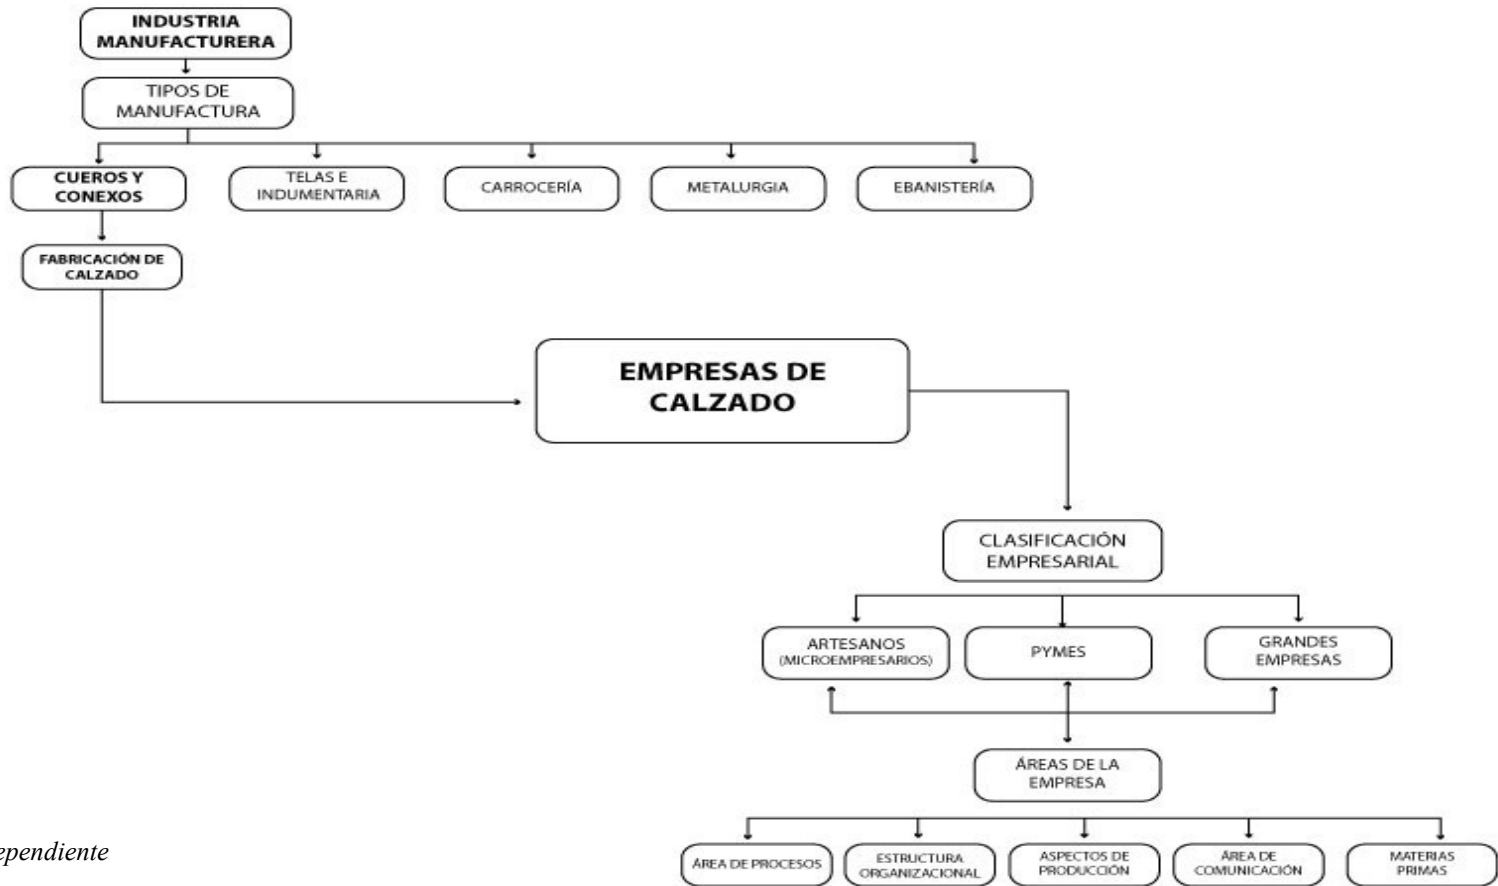 INDUSTRIA
MANUFACTURERA
TIPOS DE
MANUFACTURA
CUEROS Y
CONEXOS
TELAS E
INDUMENTARIA
CARROCERÍA
METALURGIA
EBANISTERÍA
FABRICACIÓN DE
CALZADO
EMPRESAS DE
CALZADO
CLASIFICACIÓN
EMPRESARIAL
ARTESANOS
(MICROEMPRESARIOS)
PYMES
GRANDES
EMPRESAS
ÁREAS DE LA
EMPRESA
ÁREA DE PROCESOS
ESTRUCTURA
ORGANIZACIONAL
ASPECTOS DE
PRODUCCIÓN
ÁREA DE
COMUNICACIÓN
MATERIAS
PRIMAS
ependiente